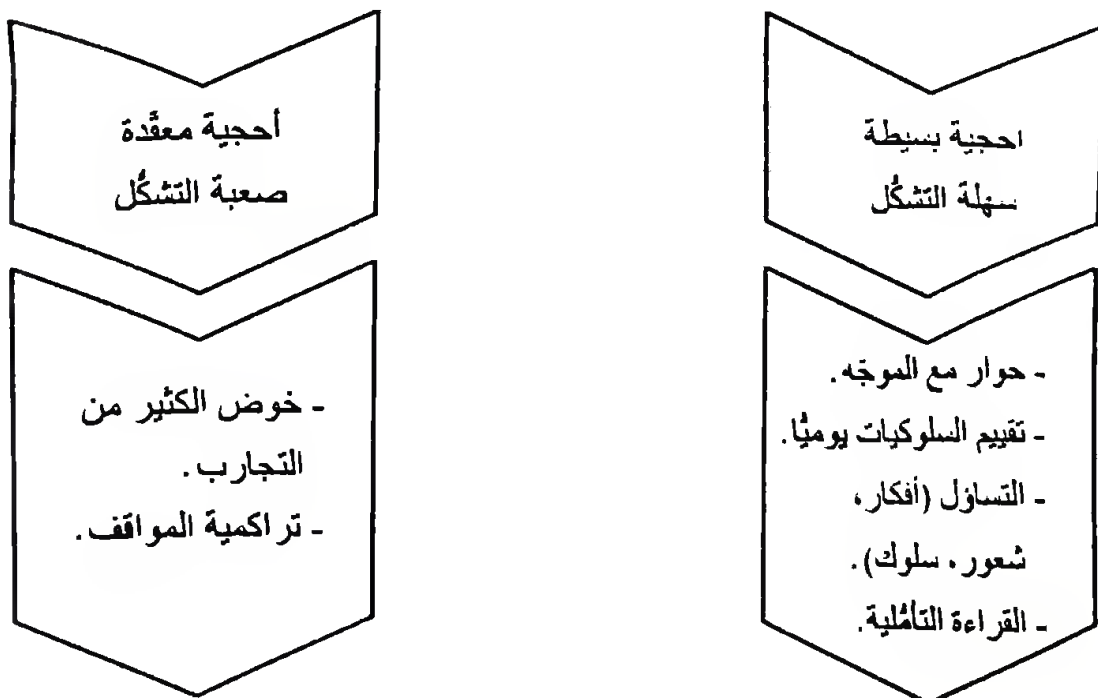 احجية بسيطة
سهلة التشكُّل
- حوار مع الموجّه.
- تقييم السلوكيات يوميًّا.
- التساؤل (أفكار،
شعور، سلوك).
- القراءة التأمُّلية.
أحجية معقَّدة
صعبة التشكُّل
- خوض الكثير من
التجارب.
- تراكمية المواقف.